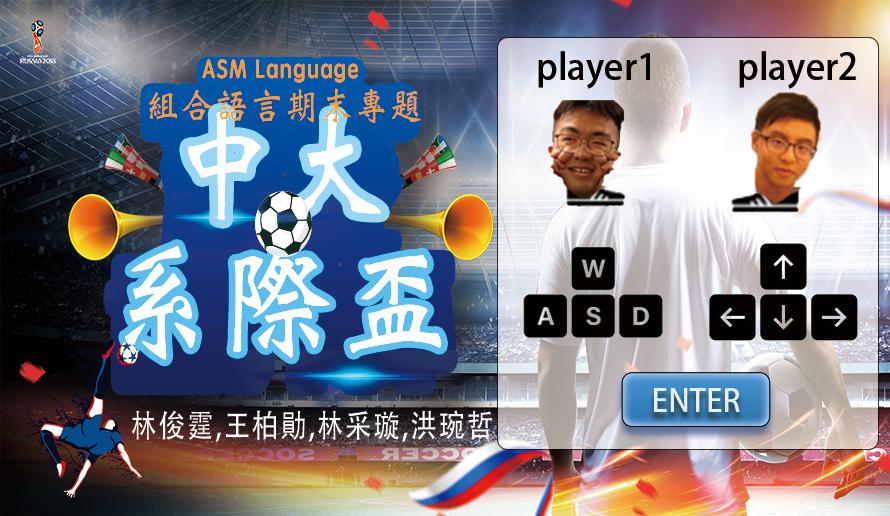 RUSSIA 2018
ASM Language
組合語言期末專題
中大
系際盃
林俊霆,王柏勛,林采璇,洪琬哲
player1
player2
W
A S D
↑
← ↓ →
ENTER
SOCCER
SOCCER